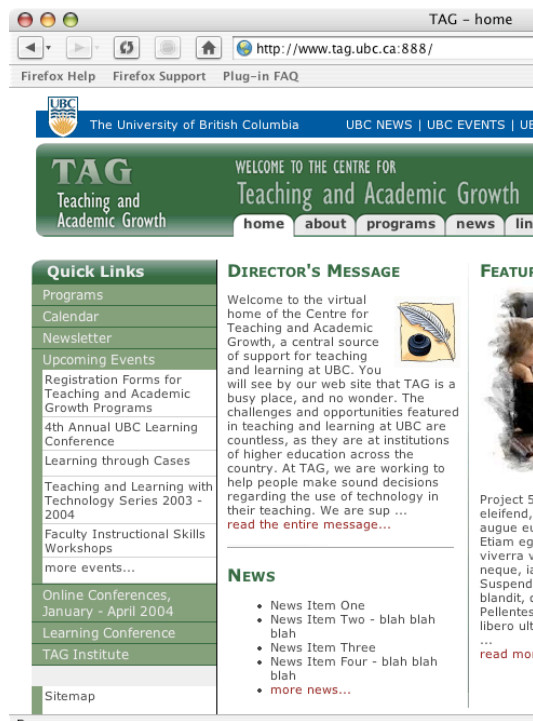 TAG - home
http://www.tag.ubc.ca:888/
Firefox Help Firefox Support Plug-in FAQ
UBC
The University of British Columbia UBC NEWS | UBC EVENTS |
TAG
Teaching and
Academic Growth
WELCOME TO THE CENTRE FOR
Teaching and Academic Growth
home about programs news lin
Quick Links
Programs
Calendar
Newsletter
Upcoming Events
Registration Forms for
Teaching and Academic
Growth Programs
4th Annual UBC Learning
Conference
Learning through Cases
Teaching and Learning with
Technology Series 2003 -
2004
Faculty Instructional Skills
Workshops
more events...
Online Conferences,
January - April 2004
Learning Conference
TAG Institute
Sitemap
DIRECTOR'S MESSAGE
Welcome to the virtual
home of the Centre for
Teaching and Academic
Growth, a central source
of support for teaching
and learning at UBC. You
will see by our web site that TAG is a
busy place, and no wonder. The
challenges and opportunities featured
in teaching and learning at UBC are
countless, as they are at institutions
of higher education across the
country. At TAG, we are working to
help people make sound decisions
regarding the use of technology in
their teaching. We are sup ...
read the entire message...
NEWS
News Item One
News Item Two - blah blah
blah
News Item Three
News Item Four - blah blah
blah
more news...
FEATUR
Project 5
eleifend,
augue eu
Etiam eg
viverra v
neque, ia
Suspend
blandit, c
Pellentes
libero ult
...
read mo